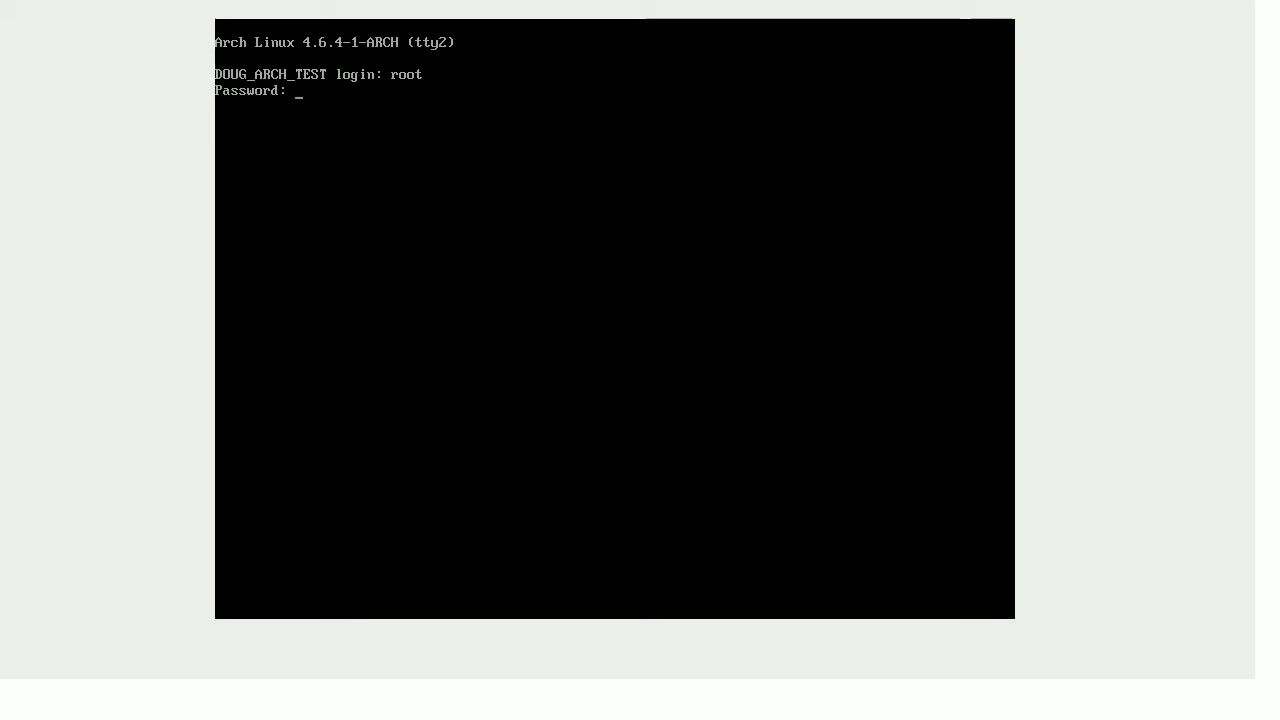 Arch Linux 4.6.4-1-ARCH (tty2)
DOUG_ARCH_TEST login: root
Password: _